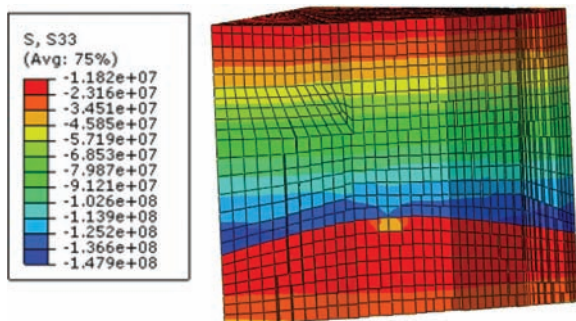 S, S33
(Avg: 75%)
-1.182e+07
-2.316e+07
-3.451e+07
-4.585e+07
-5.719e+07
-6.853e+07
-7.987e+07
-9.121e+07
-1.026e+08
-1.139e+08
-1.252e+08
-1.366e+08
-1.479e+08